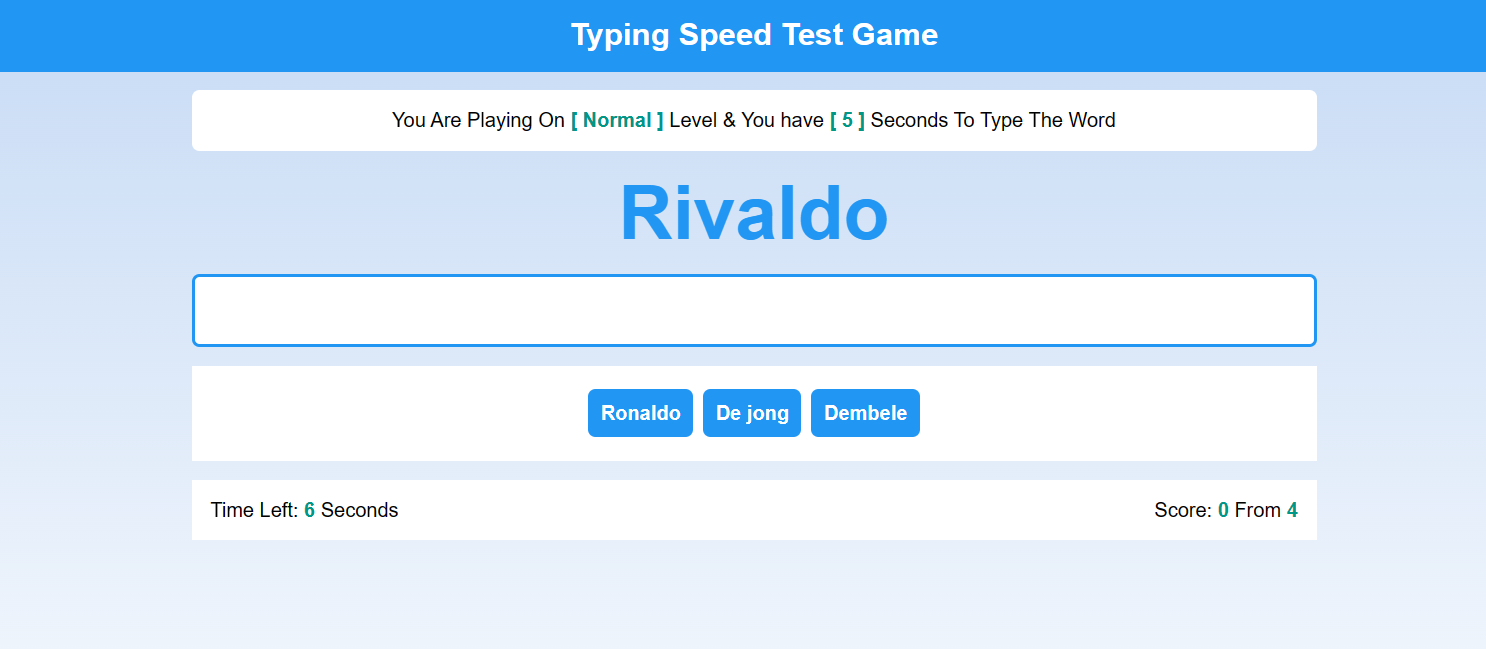 Typing Speed Test Game
You Are Playing On [ Normal ] Level & You have [ 5 ] Seconds To Type The Word
Rivaldo
Ronaldo De jong Dembele
Time Left: 6 Seconds Score: 0 From 4